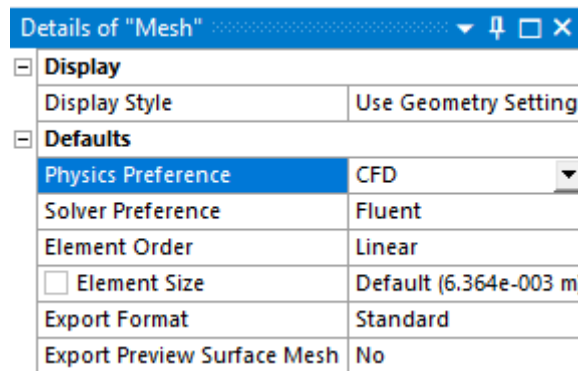 Details of "Mesh"
Display
Display Style Use Geometry Setting
Defaults
Physics Preference CFD
Solver Preference Fluent
Element Order Linear
Element Size Default (6.364e-003 m)
Export Format Standard
Export Preview Surface Mesh No